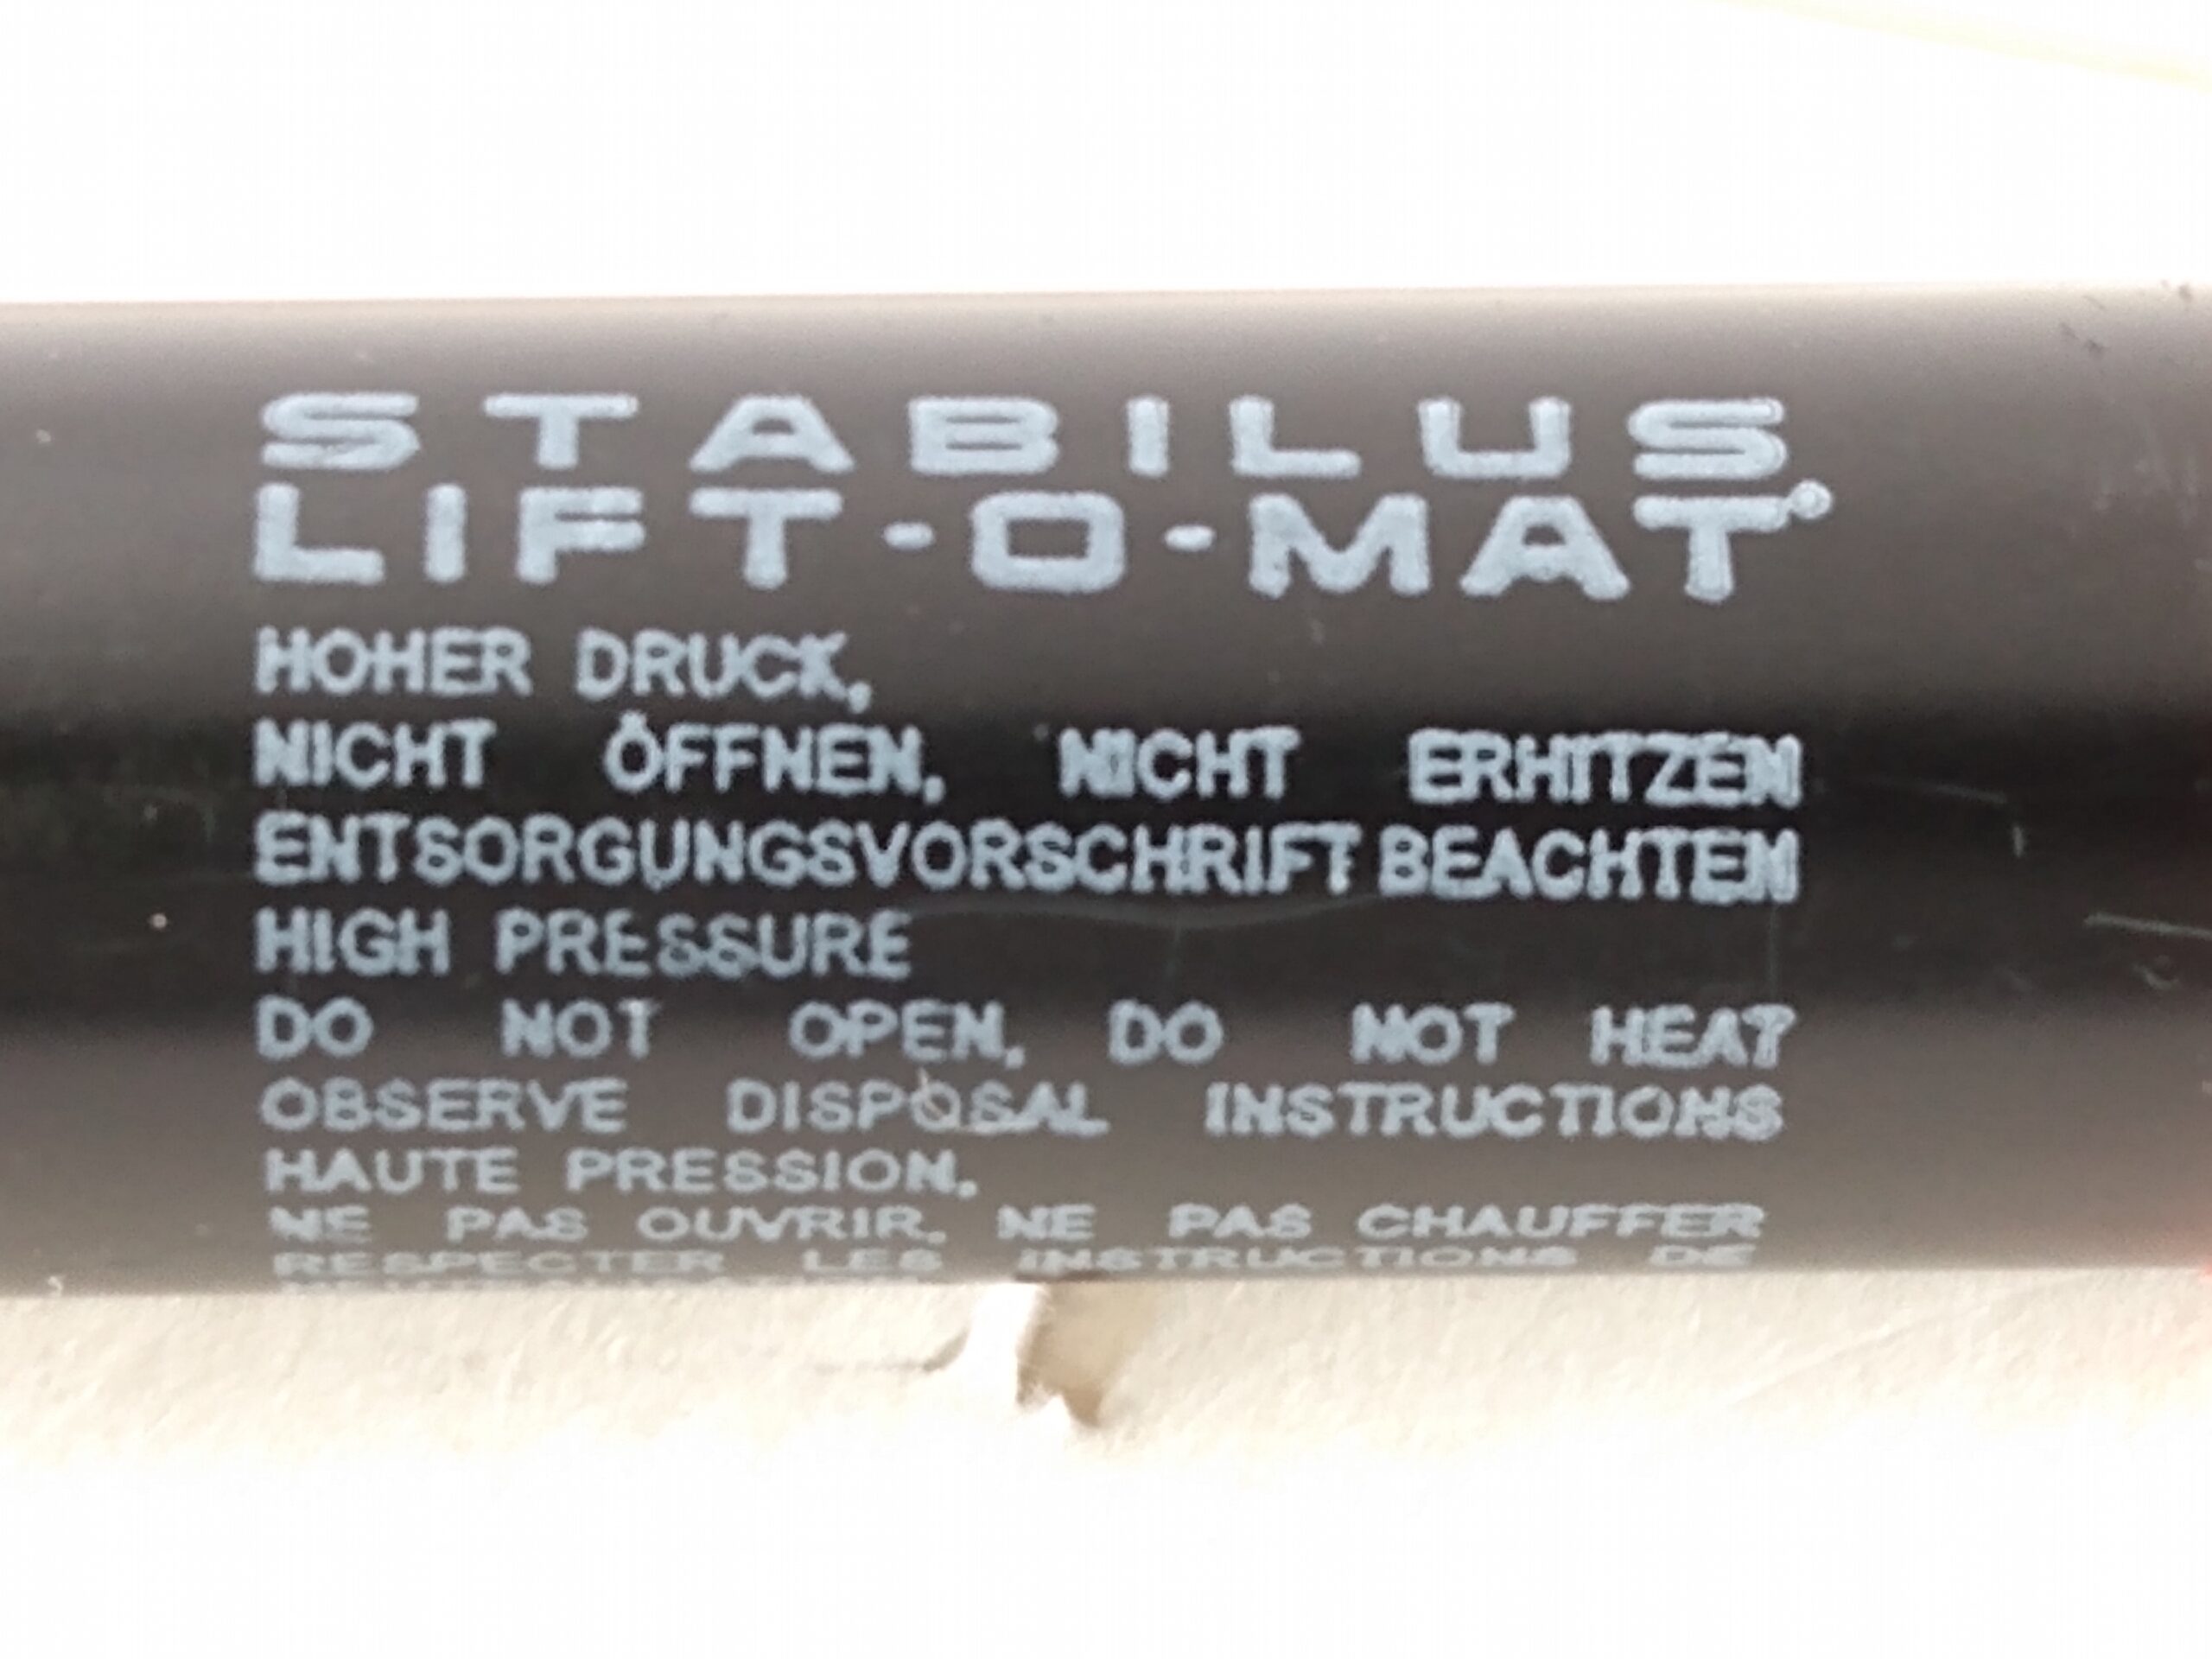 STABILUS
LIFT-O-MAT®
HOHER DRUCK,
NICHT ÖFFNEN, NICHT ERHITZEN
ENTSORGUNGSVORSCHRIFT BEACHTEN
HIGH PRESSURE
DO NOT OPEN, DO NOT HEAT
OBSERVE DISPOSAL INSTRUCTIONS
HAUTE PRESSION,
NE PAS OUVRIR, NE PAS CHAUFFER
RESPECTER LES INSTRUCTIONS DE